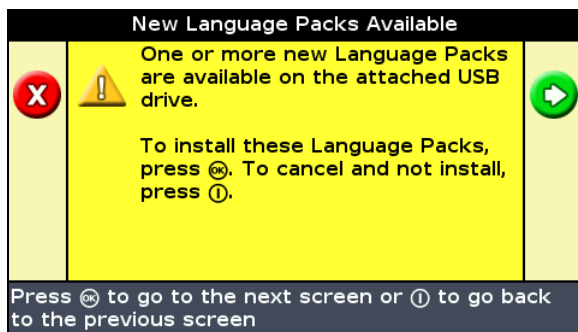 New Language Packs Available
One or more new Language Packs
are available on the attached USB
drive.
To install these Language Packs,
press OK. To cancel and not install,
press Ⓘ.
Press OK to go to the next screen or Ⓘ to go back
to the previous screen